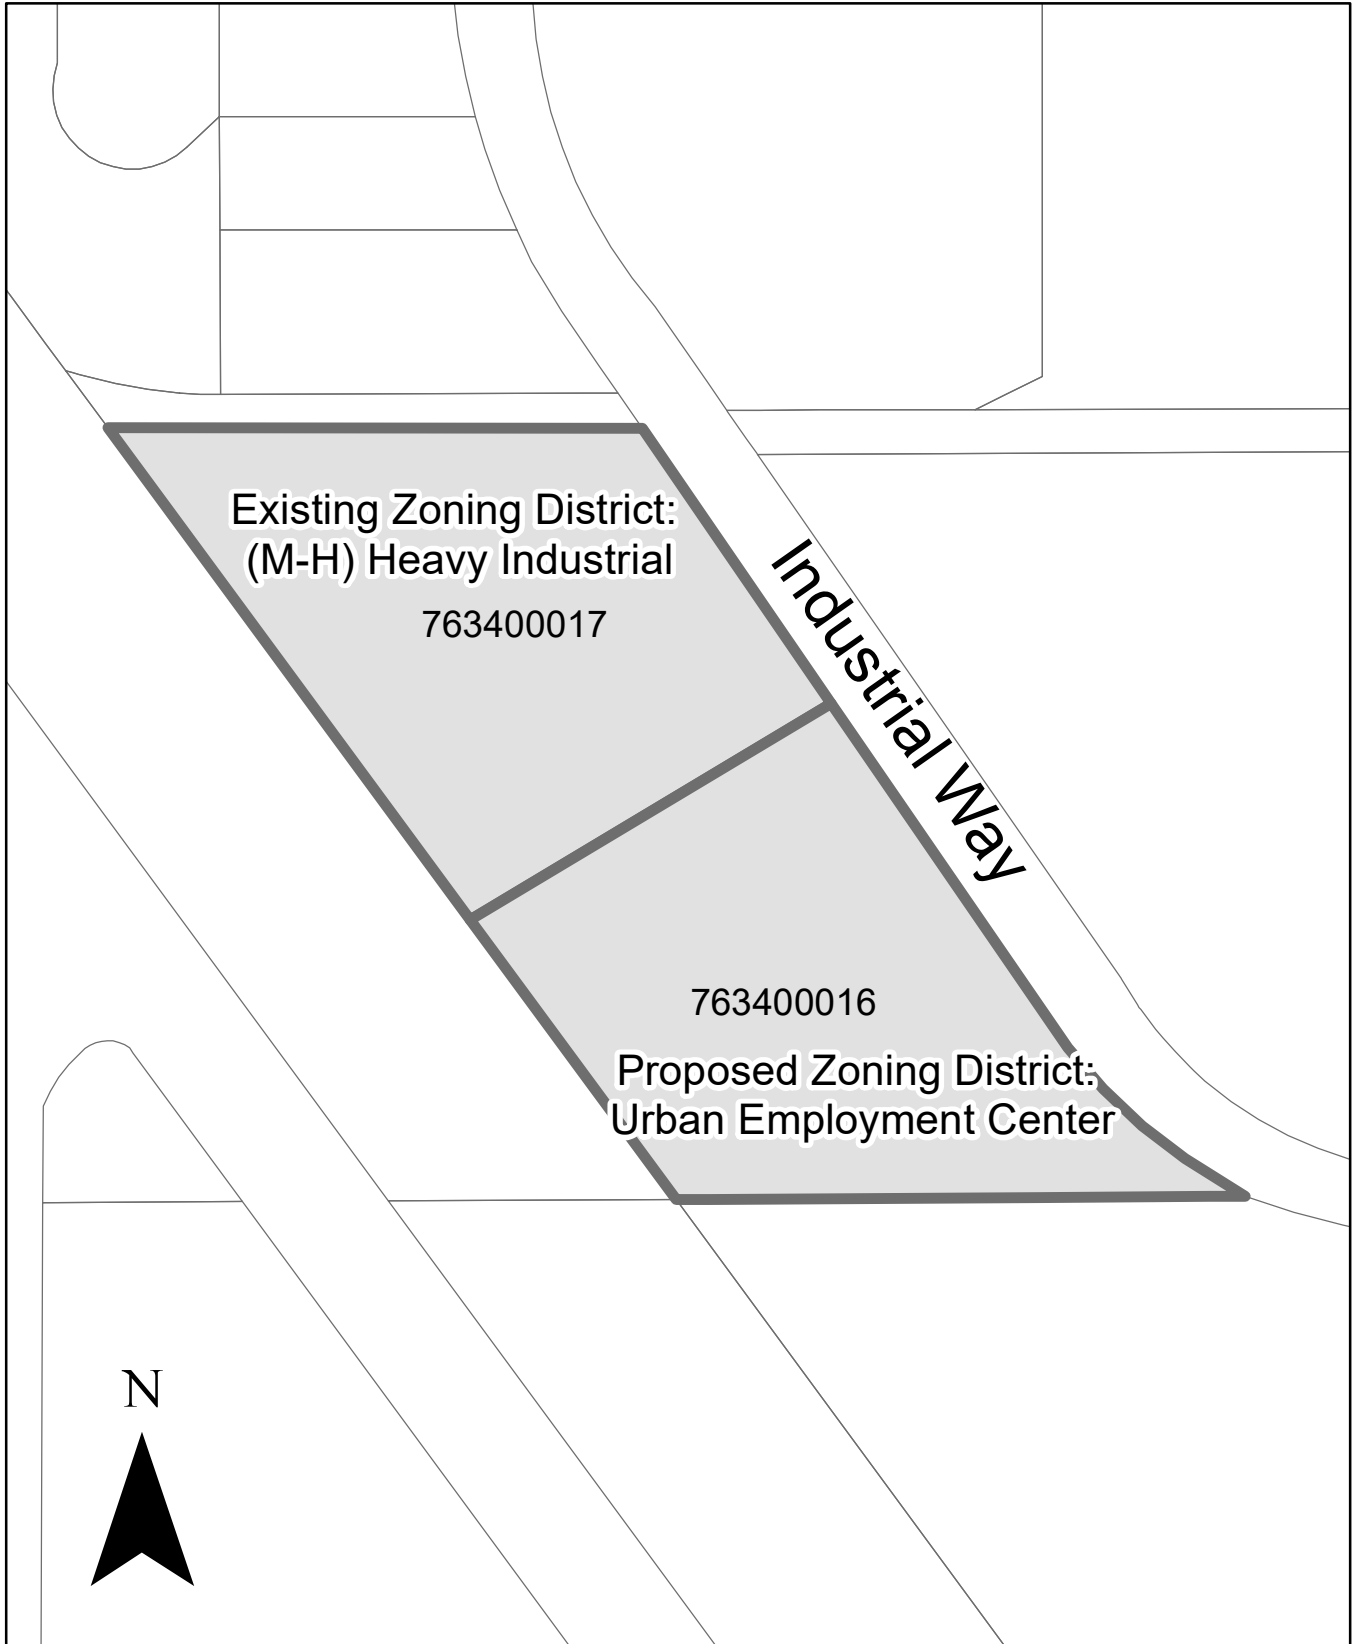 Existing Zoning District:
(M-H) Heavy Industrial
763400017
Industrial Way
763400016
Proposed Zoning District:
Urban Employment Center
N